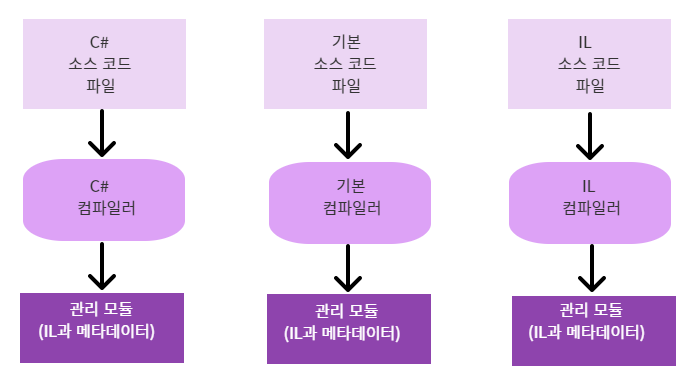 C#
소스 코드
파일
기본
소스 코드
파일
IL
소스 코드
파일
C#
컴파일러
기본
컴파일러
IL
컴파일러
관리 모듈
(IL과 메타데이터)
관리 모듈
(IL과 메타데이터)
관리 모듈
(IL과 메타데이터)